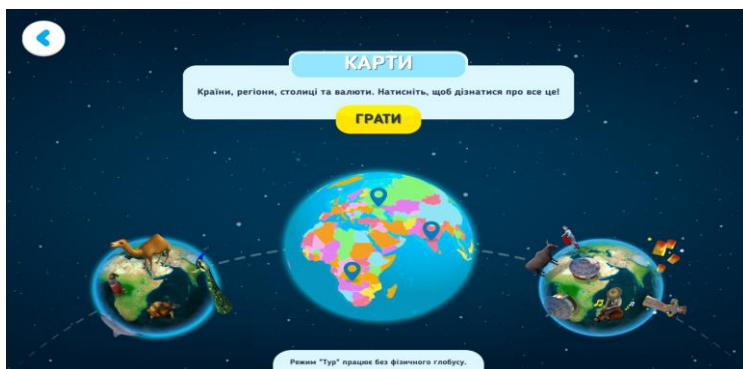 КАРТИ
Країни, регіони, столиці та валюти. Натисніть, щоб дізнатися про все це!
ГРАТИ
Режим "Тур" працює без фізичного глобусу.